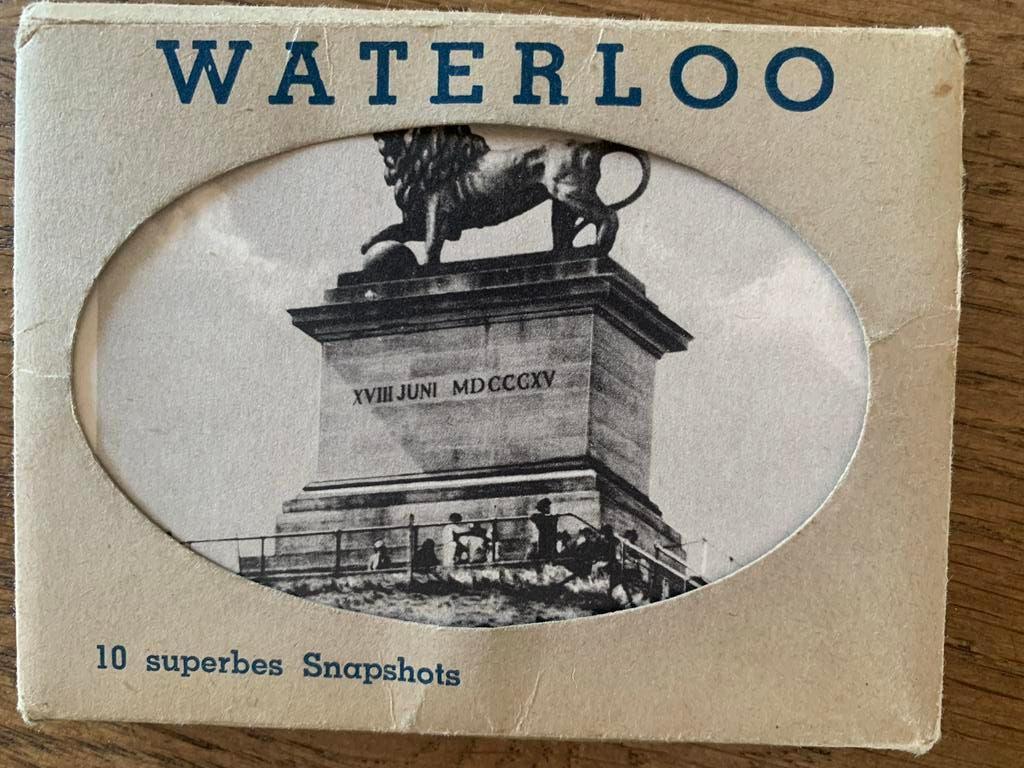 WATERLOO
XVIII JUNI MDCCCXV
10 superbes Snapshots